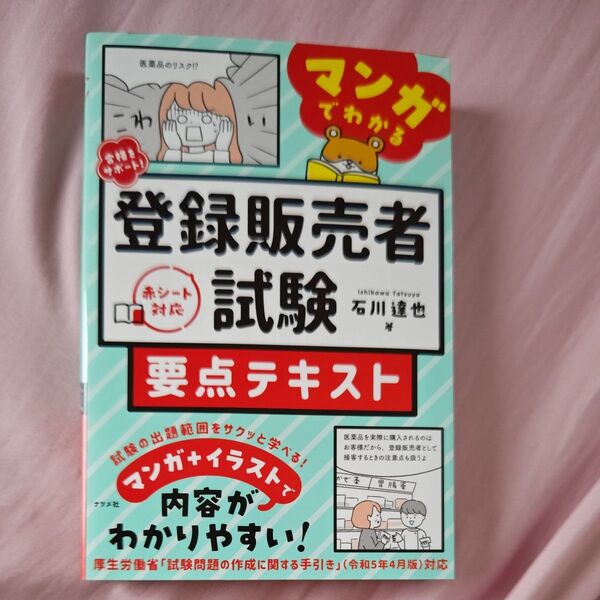 医薬品のリスク!?
わ
い
マンガ
でわかる
合格を
サポート!
登録販売者
試験
赤シート
対応
Ishikawa Tatsuya
石川達也
著
要点テキスト
試験の出題範囲をサクッと学べる!
マンガ+イラストで
内容が
わかりやすい!
医薬品を実際に購入されるのは
お客様だから、登録販売者として
接客するときの注意点も扱うよ
かぜ薬
胃腸薬
ナツメ社
厚生労働省「試験問題の作成に関する手引き」(令和5年4月版)対応